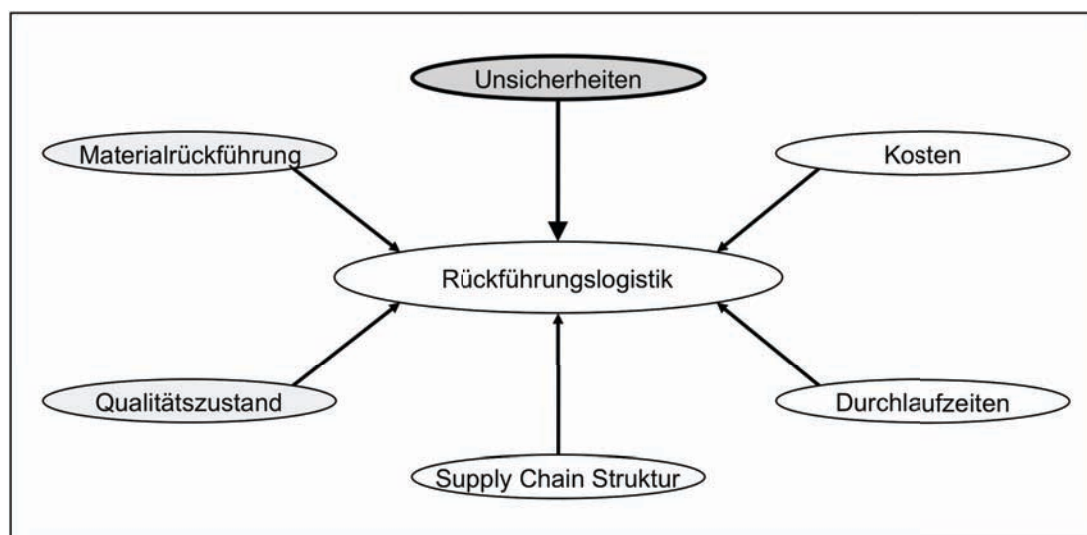 Unsicherheiten
Materialrückführung
Kosten
Rückführungslogistik
Qualitätszustand
Durchlaufzeiten
Supply Chain Struktur